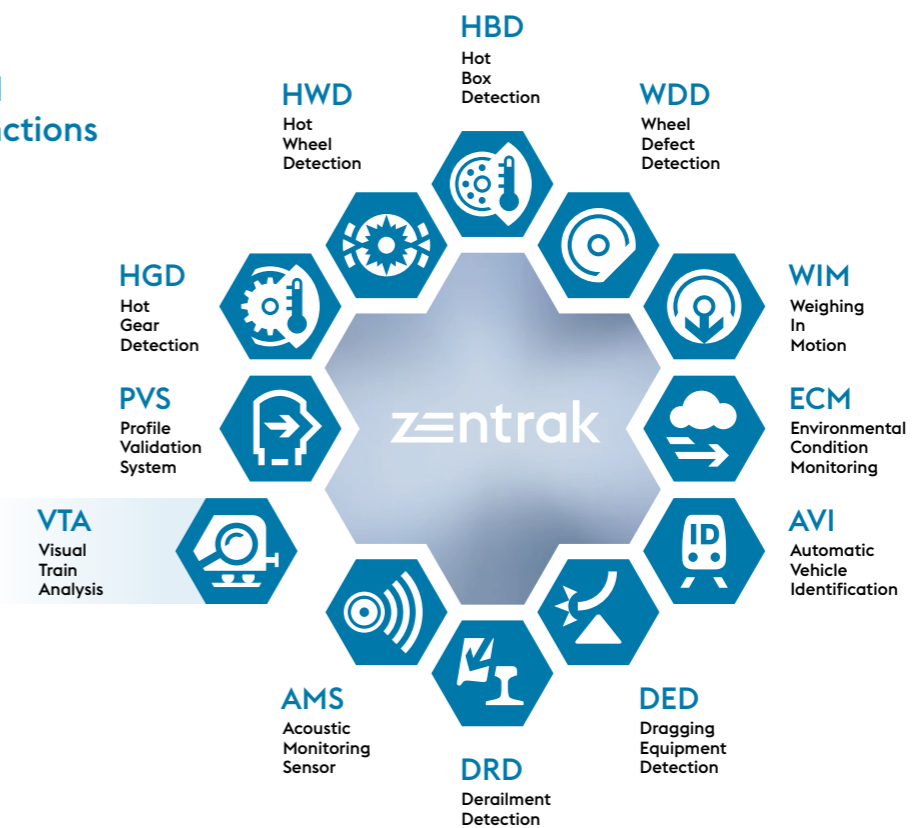 HBD
Hot
Box
Detection
HWD
Hot
Wheel
Detection
WDD
Wheel
Defect
Detection
HGD
Hot
Gear
Detection
WIM
Weighing
In
Motion
PVS
Profile
Validation
System
zentrak
ECM
Environmental
Condition
Monitoring
VTA
Visual
Train
Analysis
ID
AVI
Automatic
Vehicle
Identification
AMS
Acoustic
Monitoring
Sensor
DRD
Derailment
Detection
DED
Dragging
Equipment
Detection